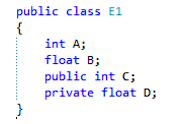 public class E1
{
int A;
float B;
public int C;
private float D;
}